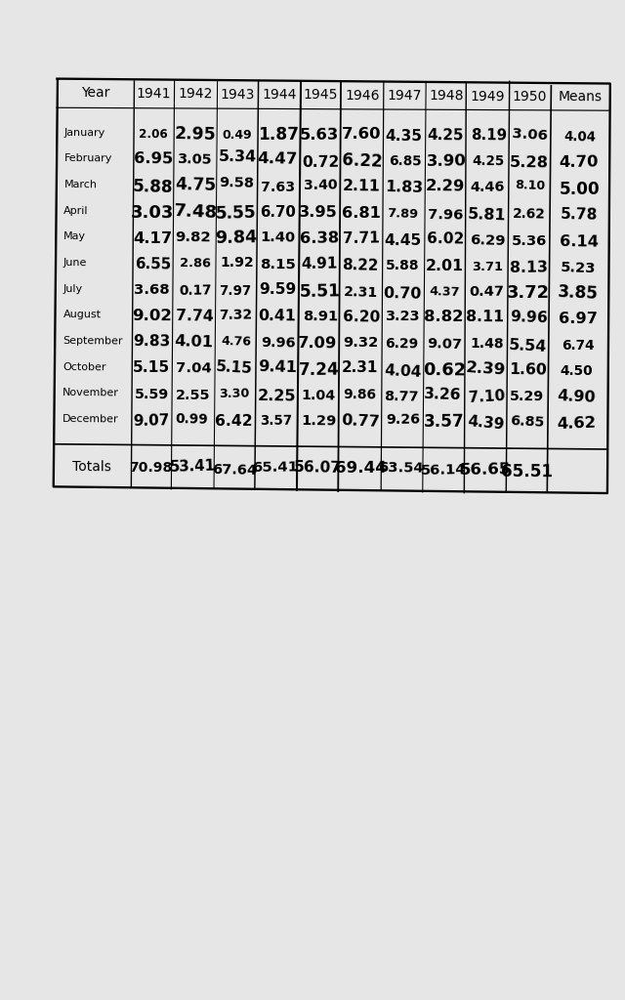 Year 1941 1942 1943 1944 1945 1946 1947 1948 1949 1950 Means
January 2.06 2.95 0.49 1.87 5.63 7.60 4.35 4.25 8.19 3.06 4.04
February 6.95 3.05 5.34 4.47 0.72 6.22 6.85 3.90 4.25 5.28 4.70
March 5.88 4.75 9.58 7.63 3.40 2.11 1.83 2.29 4.46 8.10 5.00
April 3.03 7.48 5.55 6.70 3.95 6.81 7.89 7.96 5.81 2.62 5.78
May 4.17 9.82 9.84 1.40 6.38 7.71 4.45 6.02 6.29 5.36 6.14
June 6.55 2.86 1.92 8.15 4.91 8.22 5.88 2.01 3.71 8.13 5.23
July 3.68 0.17 7.97 9.59 5.51 2.31 0.70 4.37 0.47 3.72 3.85
August 9.02 7.74 7.32 0.41 8.91 6.20 3.23 8.82 8.11 9.96 6.97
September 9.83 4.01 4.76 9.96 7.09 9.32 6.29 9.07 1.48 5.54 6.74
October 5.15 7.04 5.15 9.41 7.24 2.31 4.04 0.62 2.39 1.60 4.50
November 5.59 2.55 3.30 2.25 1.04 9.86 8.77 3.26 7.10 5.29 4.90
December 9.07 0.99 6.42 3.57 1.29 0.77 9.26 3.57 4.39 6.85 4.62
Totals 70.98 53.41 67.64 65.41 56.07 69.44 63.54 56.14 56.65 65.51